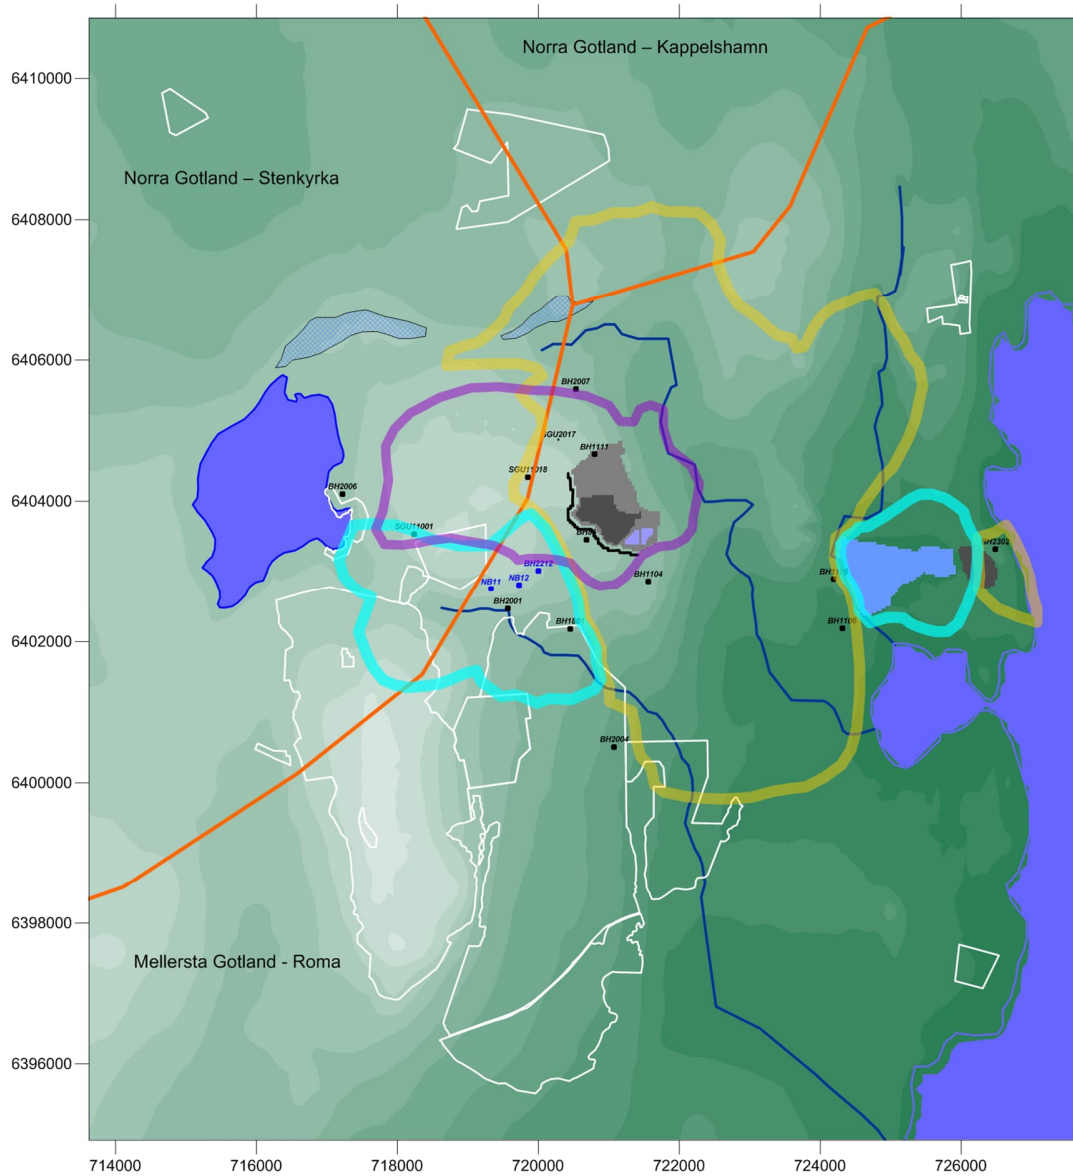 Norra Gotland – Kappelshamn
6410000
Norra Gotland – Stenkyrka
6408000
6406000
BH2007
SGU2017
BH1111
SGU11018
BH2006
6404000
SGU11001
BH2302
BH2212
BH1104
NB12
NB11
BH2001
BH1801
BH1106
6402000
BH2004
6400000
6398000
Mellersta Gotland - Roma
6396000
714000 716000 718000 720000 722000 724000 726000